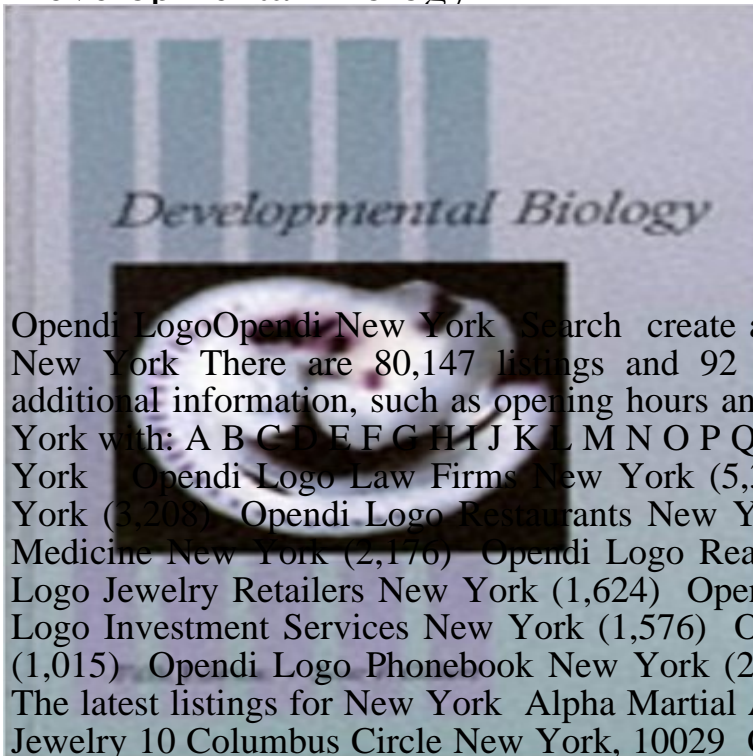 Developmental Biology
Opendi LogoOpendi New York Search create a
New York There are 80,147 listings and 92
additional information, such as opening hours an
York with: A B C D E F G H I J K L M N O P Q
York Opendi Logo Law Firms New York (5,
York (3,208) Opendi Logo Restaurants New Y
Medicine New York (2,176) Opendi Logo Rea
Logo Jewelry Retailers New York (1,624) Oper
Logo Investment Services New York (1,576)
(1,015) Opendi Logo Phonebook New York (2
The latest listings for New York Alpha Martial A
Jewelry 10 Columbus Circle New York, 10029